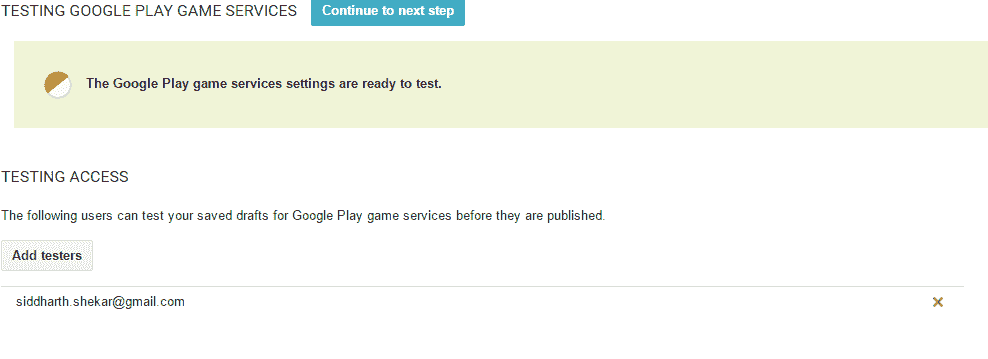 TESTING GOOGLE PLAY GAME SERVICES Continue to next step
The Google Play game services settings are ready to test.
TESTING ACCESS
The following users can test your saved drafts for Google Play game services before they are published.
Add testers
siddharth.shekar@gmail.com